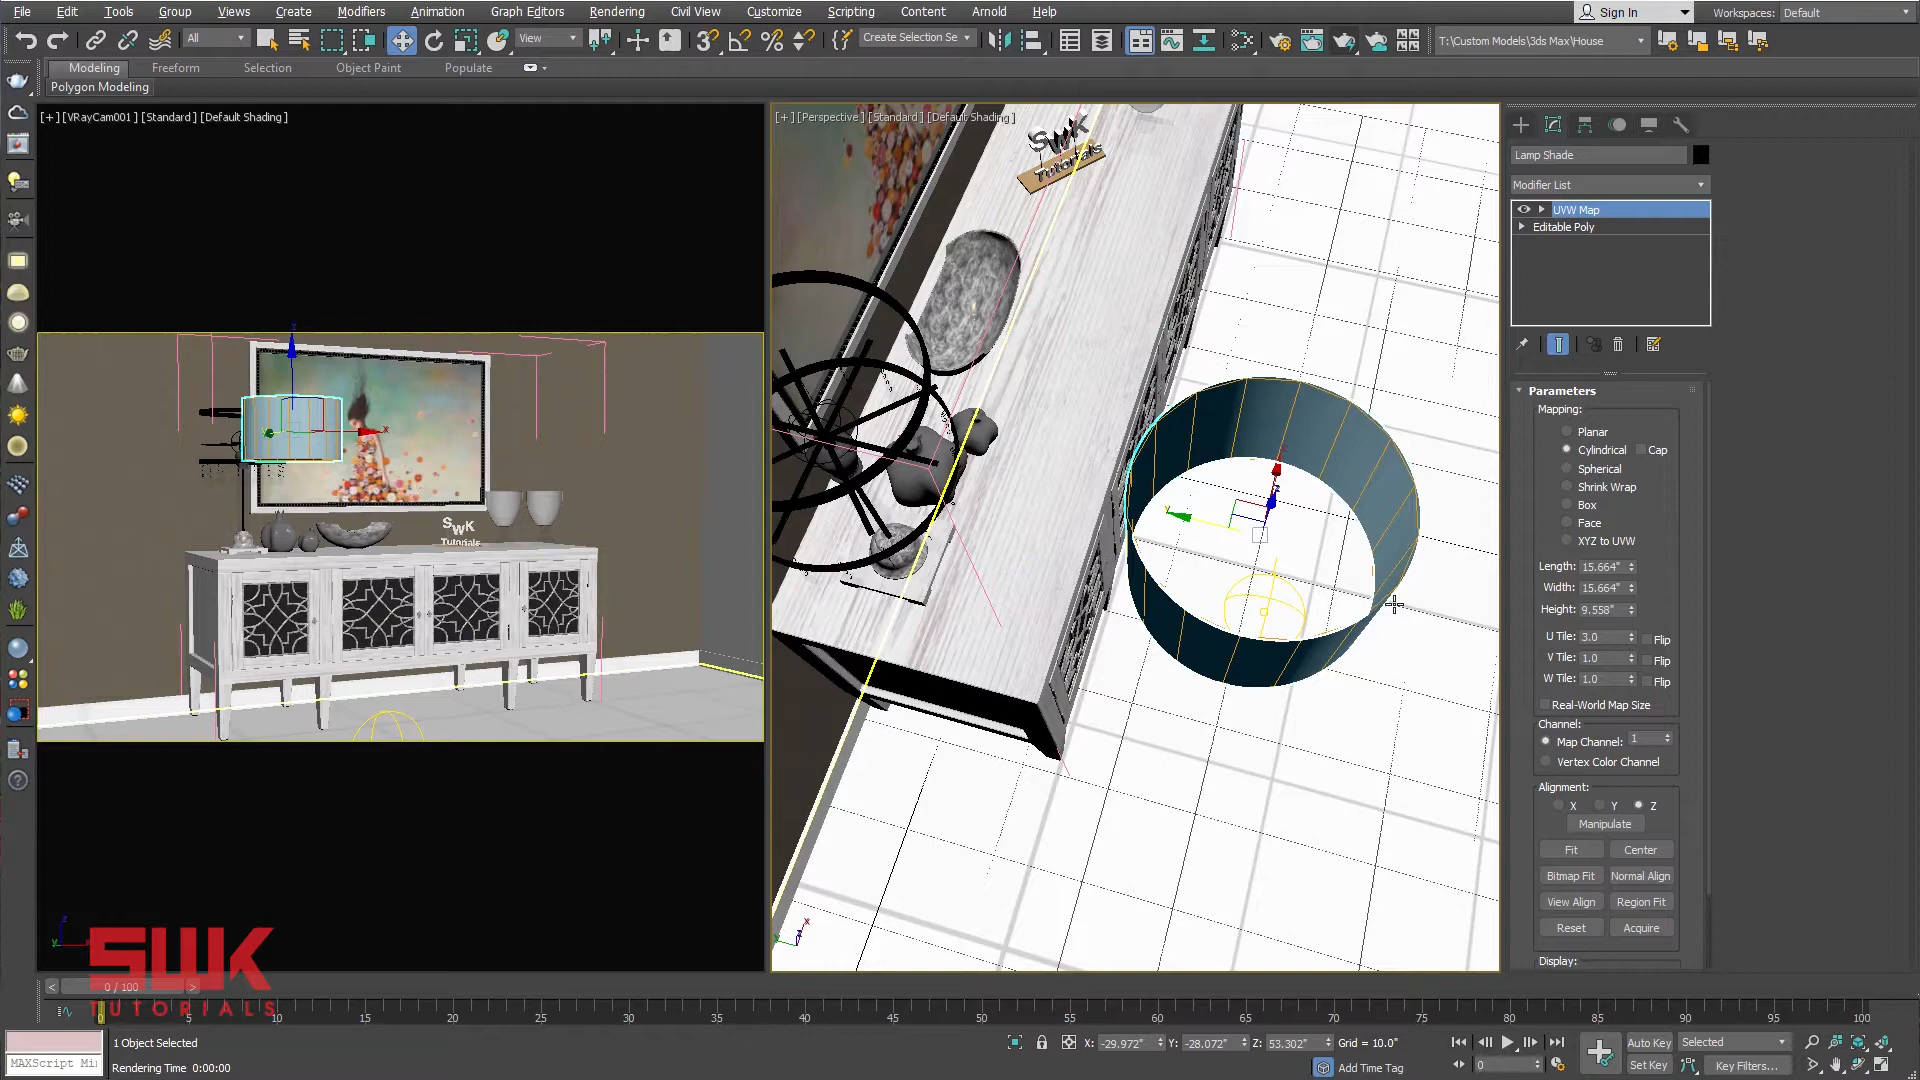 File Edit Tools Group Views Create Modifiers Animation Graph Editors Rendering Civil View Customize Scripting Content Arnold Help
Sign In Workspaces: Default
All View Create Selection Se T:\Custom Models\3ds Max\House
Modeling Freeform Selection Object Paint Populate
Polygon Modeling
[+] [VRayCam001] [Standard] [Default Shading]
[+] [Perspective] [Standard] [Default Shading]
SWK
Tutorials
SWK
Tutorials
Lamp Shade
Modifier List
UVW Map
Editable Poly
Parameters
Mapping:
Planar
Cylindrical Cap
Spherical
Shrink Wrap
Box
Face
XYZ to UVW
Length: 15.664"
Width: 15.664"
Height: 9.558"
U Tile: 3.0 Flip
V Tile: 1.0 Flip
W Tile: 1.0 Flip
Real-World Map Size
Channel:
Map Channel: 1
Vertex Color Channel
Alignment:
X Y Z
Manipulate
Fit Center
Bitmap Fit Normal Align
View Align Region Fit
Reset Acquire
Display:
SWK
TUTORIALS
< 0 / 100 >
0 5 10 15 20 25 30 35 40 45 50 55 60 65 70 75 80 85 90 95 100
1 Object Selected
X: -29.972" Y: -28.072" Z: 53.302" Grid = 10.0"
Auto Key Selected
MAXScript Mi
Rendering Time 0:00:00
Add Time Tag
0
Set Key Key Filters...